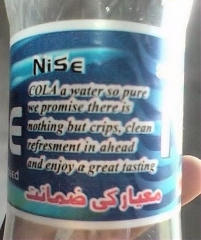 NiSE
COLA a water so pure
we promise there is
nothing but crips, clean
refresment in ahead
and enjoy a great tasting
معیار کی ضمانت